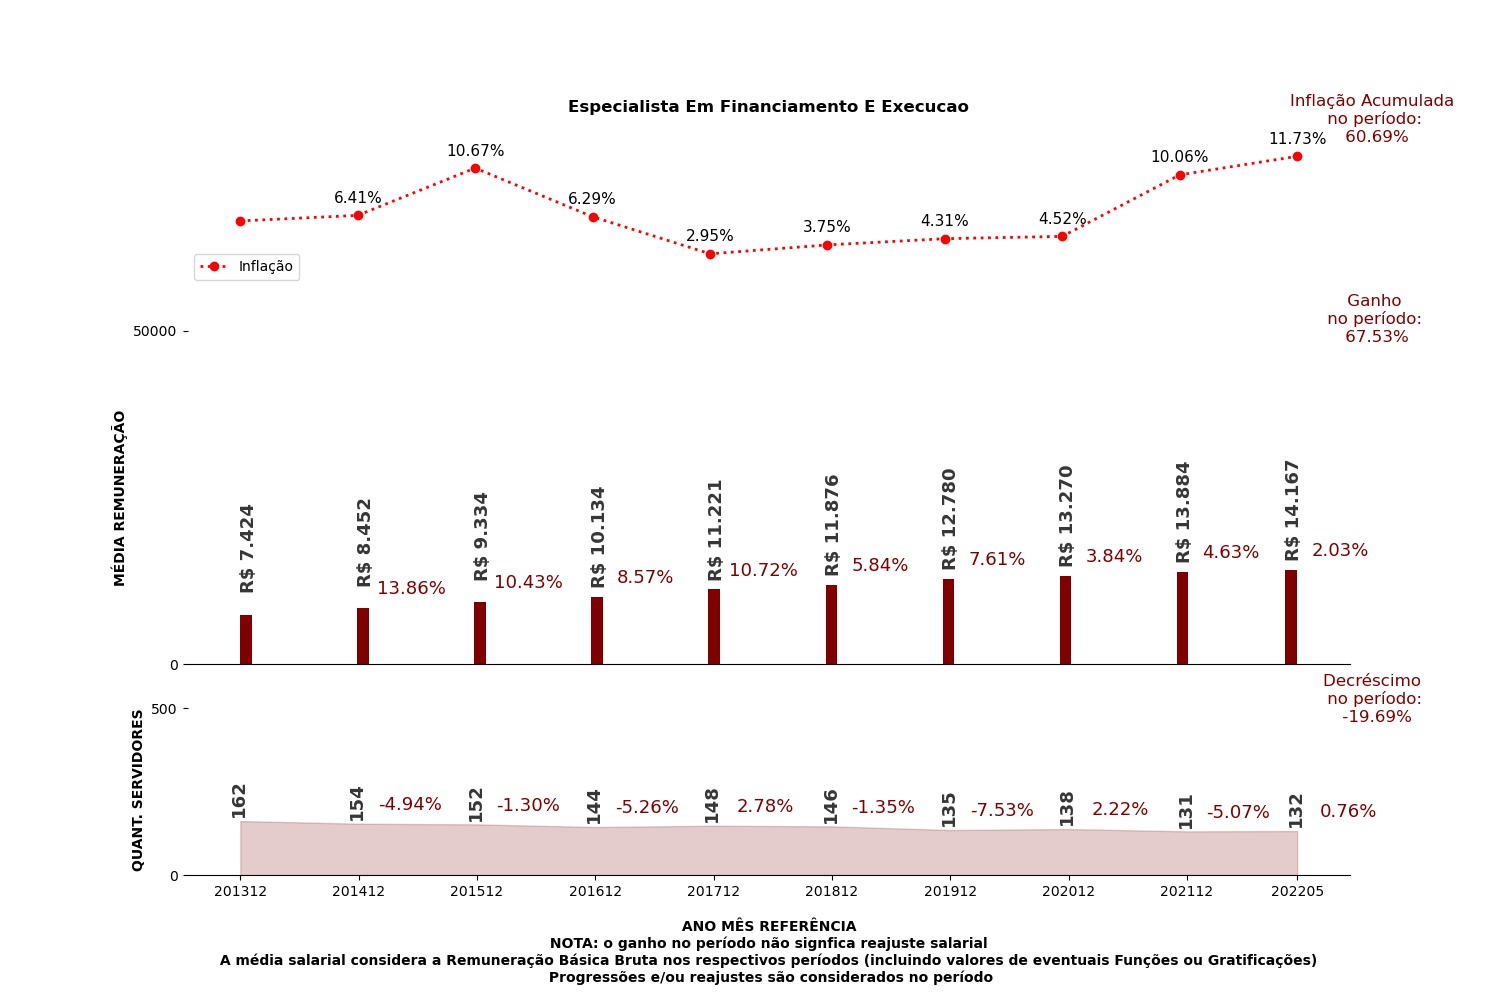 Especialista Em Financiamento E Execucao
Inflação Acumulada
no período:
60.69%
6.41%
10.67%
6.29%
2.95%
3.75%
4.31%
4.52%
10.06%
11.73%
Inflação
Ganho
no período:
67.53%
50000
0
MÉDIA REMUNERAÇÃO
R$ 7.424
R$ 8.452
R$ 9.334
R$ 10.134
R$ 11.221
R$ 11.876
R$ 12.780
R$ 13.270
R$ 13.884
R$ 14.167
13.86%
10.43%
8.57%
10.72%
5.84%
7.61%
3.84%
4.63%
2.03%
Decréscimo
no período:
-19.69%
500
0
QUANT. SERVIDORES
162
154
152
144
148
146
135
138
131
132
-4.94%
-1.30%
-5.26%
2.78%
-1.35%
-7.53%
2.22%
-5.07%
0.76%
201312
201412
201512
201612
201712
201812
201912
202012
202112
202205
ANO MÊS REFERÊNCIA
NOTA: o ganho no período não signfica reajuste salarial
A média salarial considera a Remuneração Básica Bruta nos respectivos períodos (incluindo valores de eventuais Funções ou Gratificações)
Progressões e/ou reajustes são considerados no período